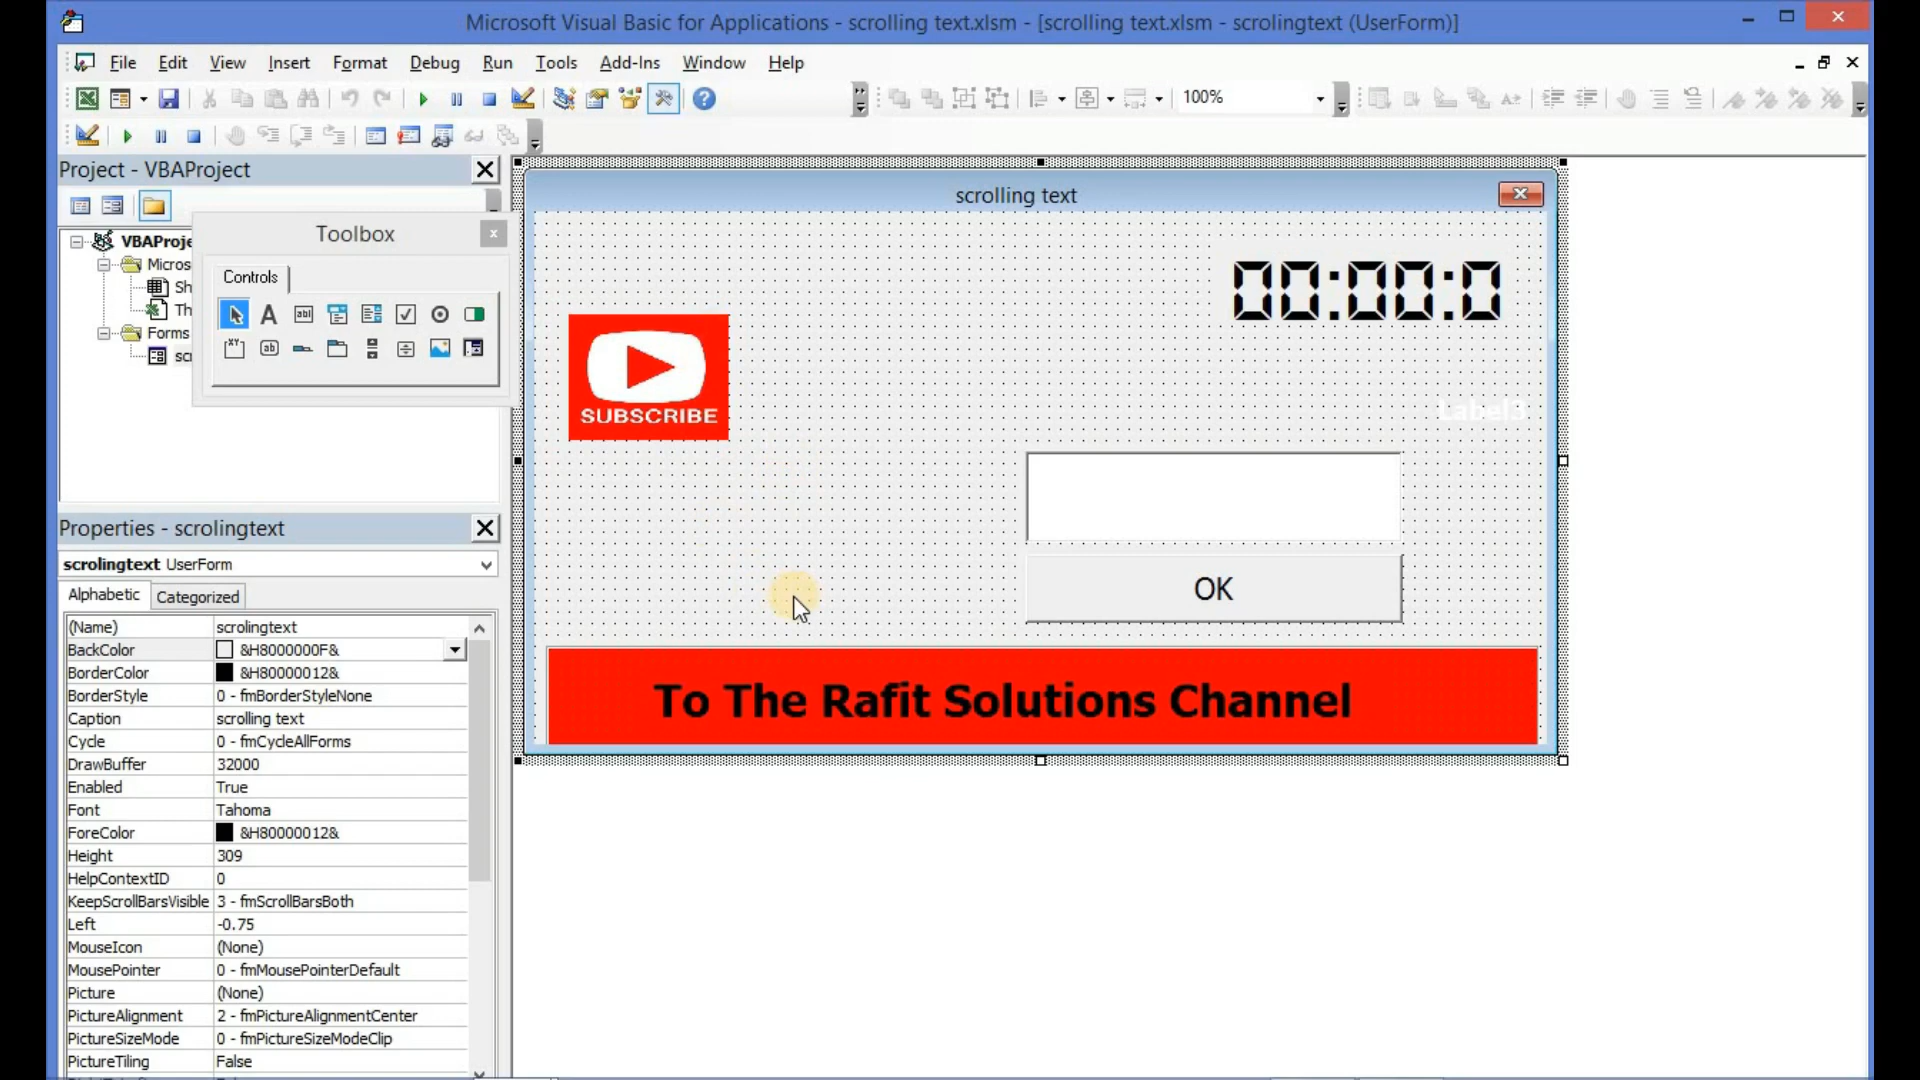 Microsoft Visual Basic for Applications - scrolling text.xlsm - [scrolling text.xlsm - scrolingtext (UserForm)]
File Edit View Insert Format Debug Run Tools Add-Ins Window Help
100%
Project - VBAProject
VBAProje
Micros
Sh
Th
Forms
sc
Toolbox
Controls
scrolling text
00:00:0
SUBSCRIBE
Label3
OK
To The Rafit Solutions Channel
Properties - scrolingtext
scrolingtext UserForm
Alphabetic Categorized
(Name) scrolingtext
BackColor &H8000000F&
BorderColor &H80000012&
BorderStyle 0 - fmBorderStyleNone
Caption scrolling text
Cycle 0 - fmCycleAllForms
DrawBuffer 32000
Enabled True
Font Tahoma
ForeColor &H80000012&
Height 309
HelpContextID 0
KeepScrollBarsVisible 3 - fmScrollBarsBoth
Left -0.75
MouseIcon (None)
MousePointer 0 - fmMousePointerDefault
Picture (None)
PictureAlignment 2 - fmPictureAlignmentCenter
PictureSizeMode 0 - fmPictureSizeModeClip
PictureTiling False